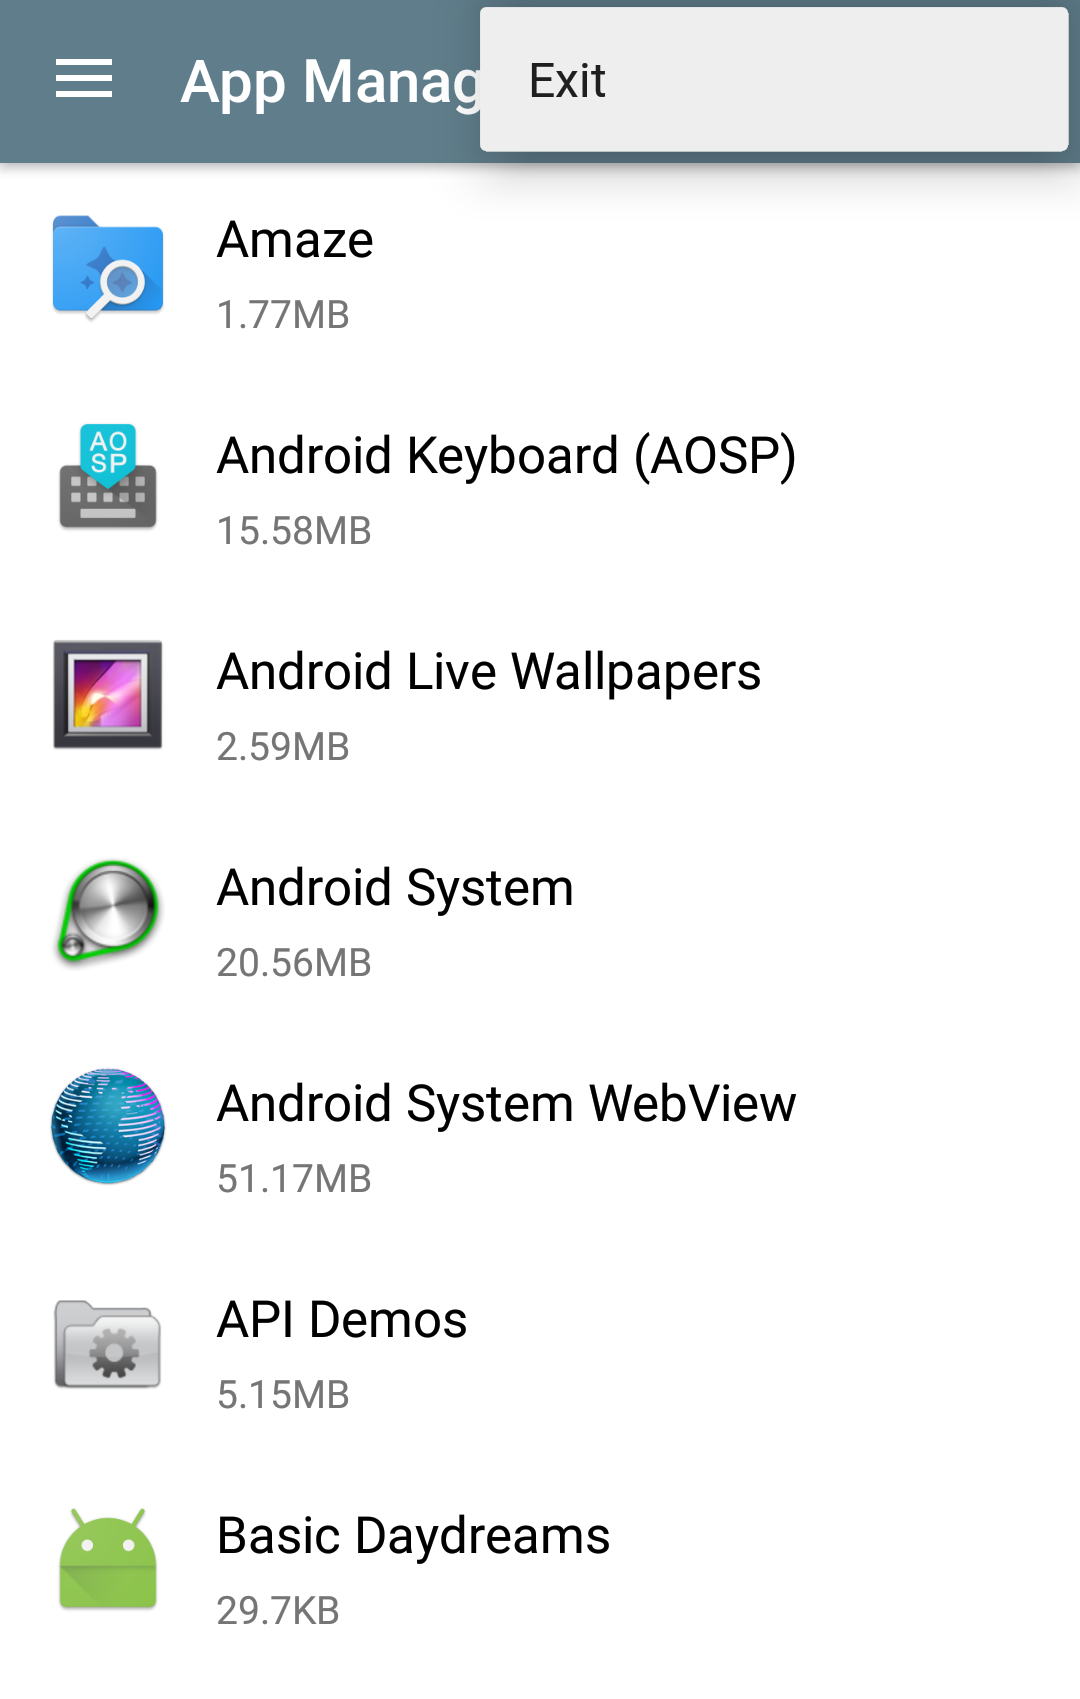 App Manag
Exit
Amaze
1.77MB
AO
SP
Android Keyboard (AOSP)
15.58MB
Android Live Wallpapers
2.59MB
Android System
20.56MB
Android System WebView
51.17MB
API Demos
5.15MB
Basic Daydreams
29.7KB